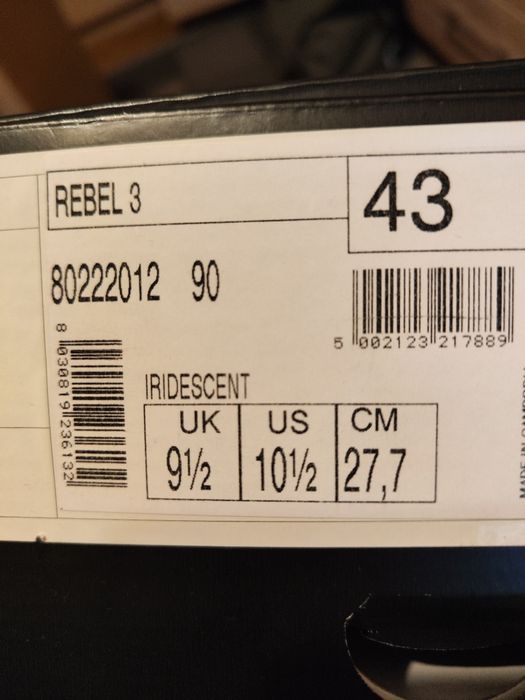 REBEL 3
43
80222012 90
5 002123 217889
8 030819 236132
IRIDESCENT
UK US CM
9½ 10½ 27,7